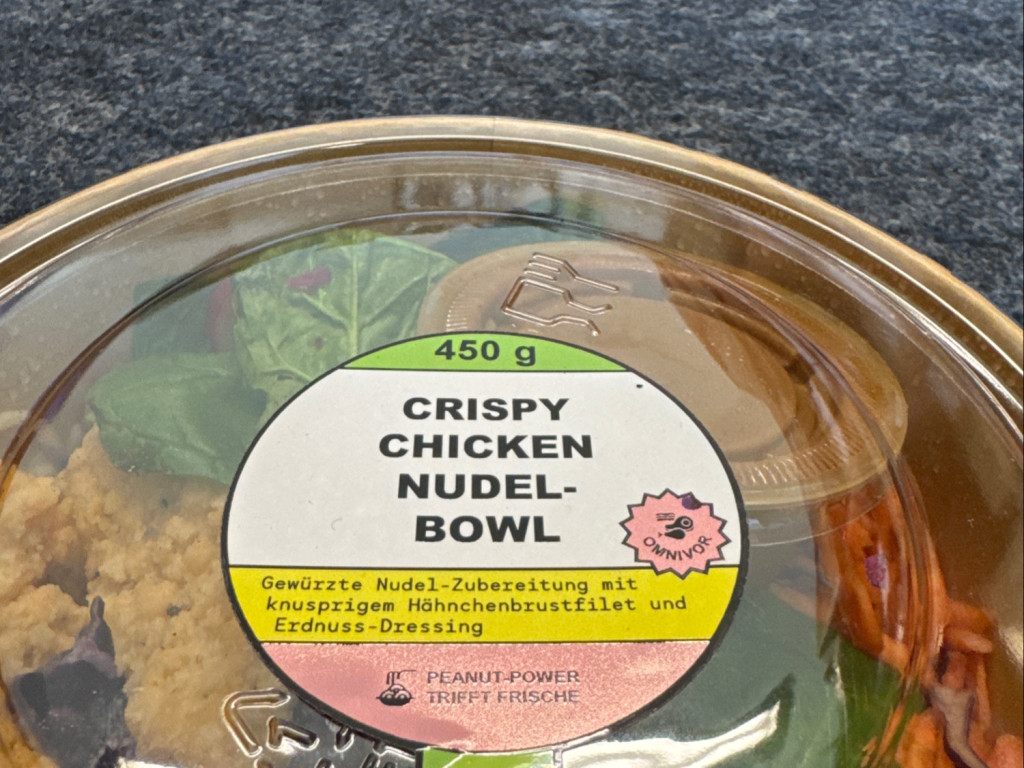 450 g
CRISPY
CHICKEN
NUDEL-
BOWL
OMNIVOR
Gewürzte Nudel-Zubereitung mit
knusprigem Hähnchenbrustfilet und
Erdnuss-Dressing
PEANUT-POWER
TRIFFT FRISCHE